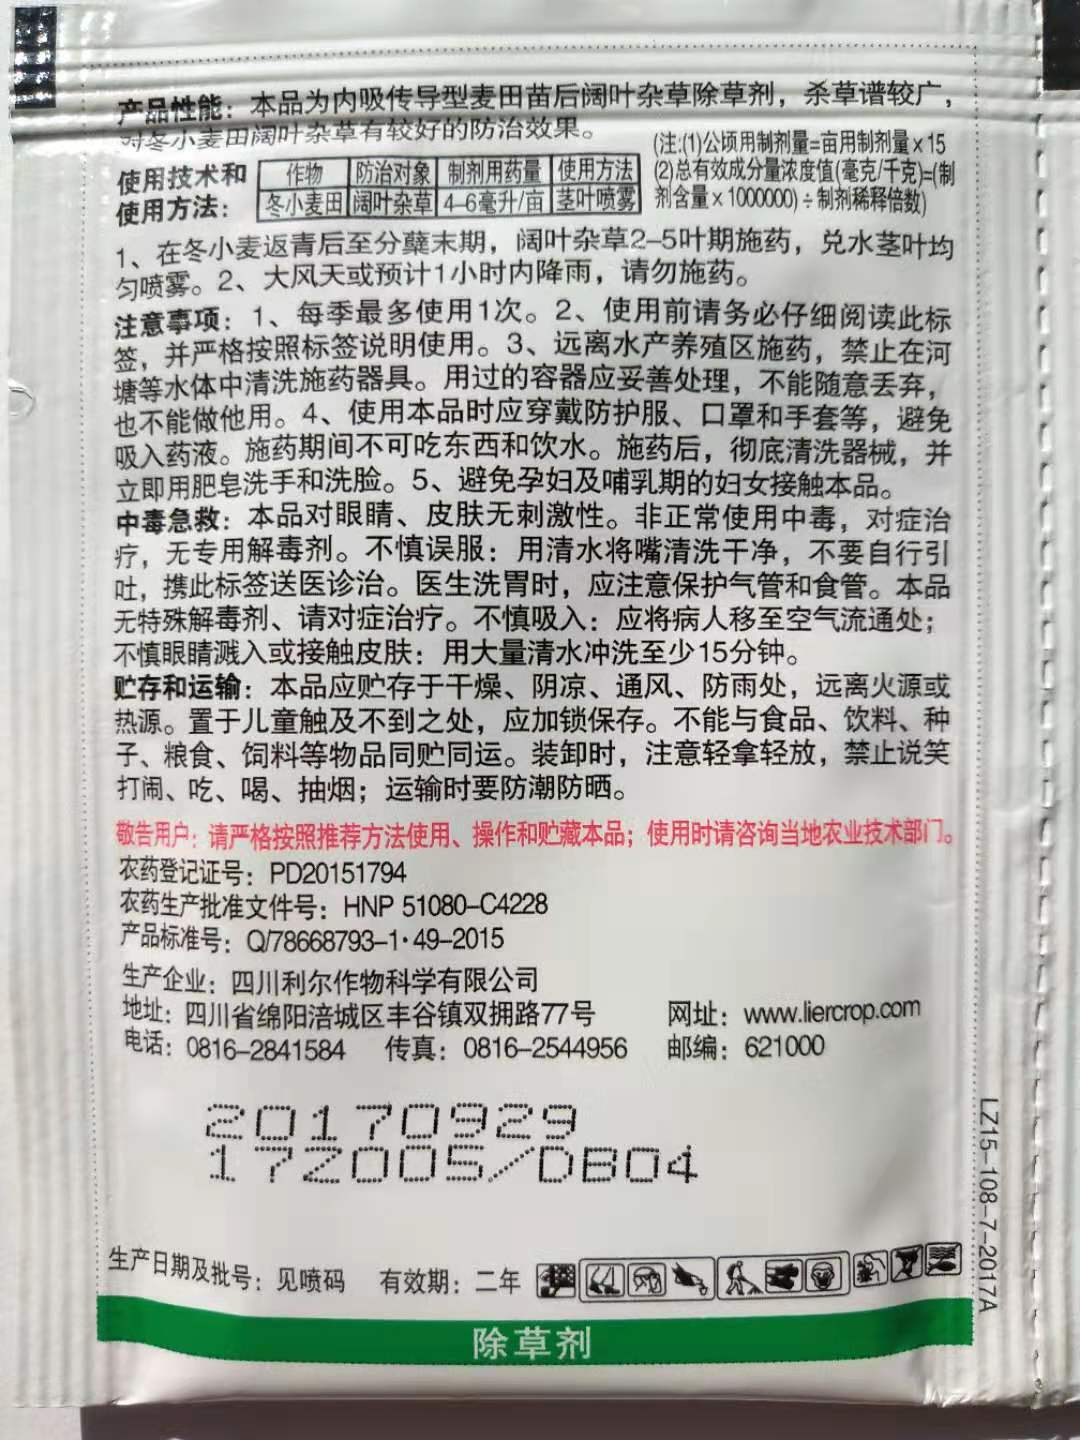 产品性能：本品为内吸传导型麦田苗后阔叶杂草除草剂，杀草谱较广，
对冬小麦田阔叶杂草有较好的防治效果。
使用技术和
使用方法：
作物 防治对象 制剂用药量 使用方法
冬小麦田 阔叶杂草 4-6毫升/亩 茎叶喷雾
(注:(1)公顷用制剂量=亩用制剂量×15
(2)总有效成分量浓度值(毫克/千克)=(制
剂含量×1000000)÷制剂稀释倍数)
1、在冬小麦返青后至分蘖末期，阔叶杂草2-5叶期施药，兑水茎叶均
匀喷雾。2、大风天或预计1小时内降雨，请勿施药。
注意事项：1、每季最多使用1次。2、使用前请务必仔细阅读此标
签，并严格按照标签说明使用。3、远离水产养殖区施药，禁止在河
塘等水体中清洗施药器具。用过的容器应妥善处理，不能随意丢弃，
也不能做他用。4、使用本品时应穿戴防护服、口罩和手套等，避免
吸入药液。施药期间不可吃东西和饮水。施药后，彻底清洗器械，并
立即用肥皂洗手和洗脸。5、避免孕妇及哺乳期的妇女接触本品。
中毒急救：本品对眼睛、皮肤无刺激性。非正常使用中毒，对症治
疗，无专用解毒剂。不慎误服：用清水将嘴清洗干净，不要自行引
吐，携此标签送医诊治。医生洗胃时，应注意保护气管和食管。本品
无特殊解毒剂、请对症治疗。不慎吸入：应将病人移至空气流通处；
不慎眼睛溅入或接触皮肤：用大量清水冲洗至少15分钟。
贮存和运输：本品应贮存于干燥、阴凉、通风、防雨处，远离火源或
热源。置于儿童触及不到之处，应加锁保存。不能与食品、饮料、种
子、粮食、饲料等物品同贮同运。装卸时，注意轻拿轻放，禁止说笑
打闹、吃、喝、抽烟；运输时要防潮防晒。
敬告用户：请严格按照推荐方法使用、操作和贮藏本品；使用时请咨询当地农业技术部门。
农药登记证号：PD20151794
农药生产批准文件号：HNP 51080-C4228
产品标准号：Q/78668793-1·49-2015
生产企业：四川利尔作物科学有限公司
地址：四川省绵阳涪城区丰谷镇双拥路77号 网址：www.liercrop.com
电话：0816-2841584 传真：0816-2544956 邮编：621000
20170929
17Z005/DB04
生产日期及批号：见喷码 有效期：二年
除草剂
LZ15-108-7-2017A